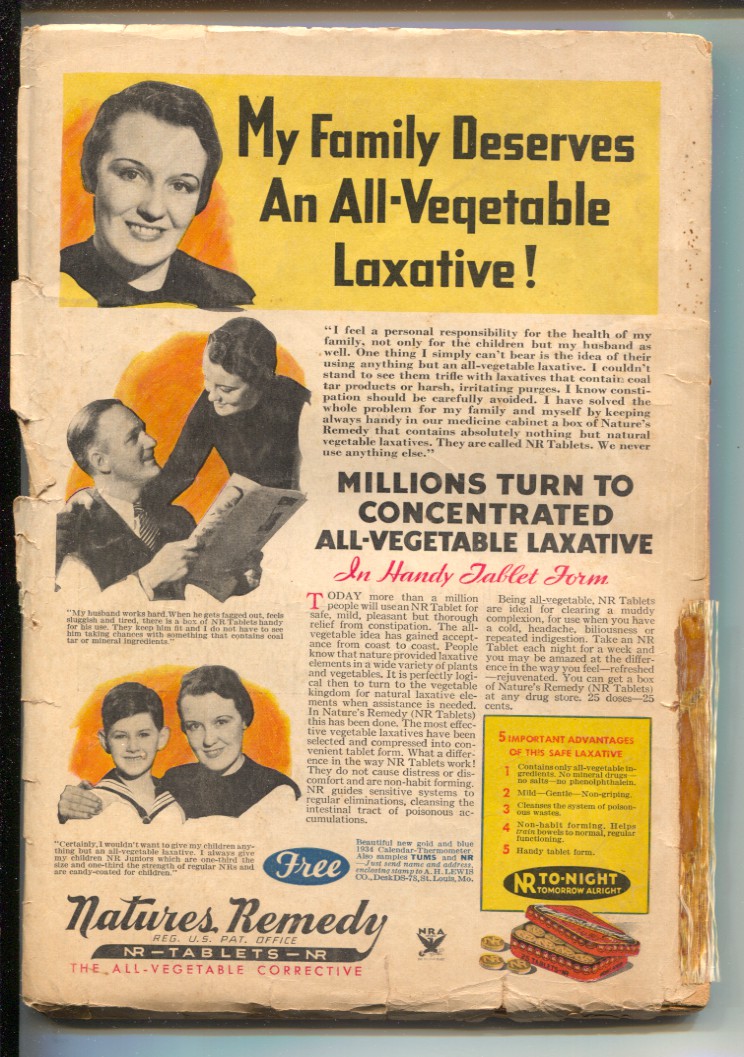 My Family Deserves
An All-Vegetable
Laxative!
"I feel a personal responsibility for the health of my
family, not only for the children but my husband as
well. One thing I simply can't bear is the idea of their
using anything but an all-vegetable laxative. I couldn't
stand to see them trifle with laxatives that contain coal
tar products or harsh, irritating purges. I know consti-
pation should be carefully avoided. I have solved the
whole problem for my family and myself by keeping
always handy in our medicine cabinet a box of Nature's
Remedy that contains absolutely nothing but natural
vegetable laxatives. They are called NR Tablets. We never
use anything else."
MILLIONS TURN TO
CONCENTRATED
ALL-VEGETABLE LAXATIVE
In Handy Tablet Form
"My husband works hard. When he gets fagged out, feels
sluggish and tired, there is a box of NR Tablets handy
for his use. They keep him fit and I do not have to see
him taking chances with something that contains coal
tar or mineral ingredients."
TODAY more than a million
people will use an NR Tablet for
safe, mild, pleasant but thorough
relief from constipation. The all-
vegetable idea has gained accept-
ance from coast to coast. People
know that nature provided laxative
elements in a wide variety of plants
and vegetables. It is perfectly logi-
cal then to turn to the vegetable
kingdom for natural laxative ele-
ments when assistance is needed.
In Nature's Remedy (NR Tablets)
this has been done. The most effec-
tive vegetable laxatives have been
selected and compressed into con-
venient tablet form. What a differ-
ence in the way NR Tablets work!
They do not cause distress or dis-
comfort and are non-habit forming.
NR guides sensitive systems to
regular eliminations, cleansing the
intestinal tract of poisonous ac-
cumulations.
Being all-vegetable, NR Tablets
are ideal for clearing a muddy
complexion, for use when you have
a cold, headache, biliousness or
repeated indigestion. Take an NR
Tablet each night for a week and
you may be amazed at the differ-
ence in the way you feel—refreshed
—rejuvenated. You can get a box
of Nature's Remedy (NR Tablets)
at any drug store. 25 doses—25
cents.
"Certainly, I wouldn't want to give my children any-
thing but an all-vegetable laxative. I always give
my children NR Juniors which are one-third the
size and one-third the strength of regular NRs and
are candy-coated for children."
Free
Beautiful new gold and blue
1934 Calendar-Thermometer.
Also samples TUMS and NR
—Just send name and address,
enclosing stamp to A. H. LEWIS
CO., Desk DS-78, St. Louis, Mo.
5 IMPORTANT ADVANTAGES
OF THIS SAFE LAXATIVE
1 Contains only all-vegetable in-
gredients. No mineral drugs—
no salts—no phenolphthalein.
2 Mild—Gentle—Non-griping.
3 Cleanses the system of poison-
ous wastes.
4 Non-habit forming. Helps
train bowels to normal, regular
functioning.
5 Handy tablet form.
NR TO-NIGHT
TOMORROW ALRIGHT
Natures Remedy
REG. U.S. PAT. OFFICE
NR—TABLETS—NR
THE ALL-VEGETABLE CORRECTIVE
NRA